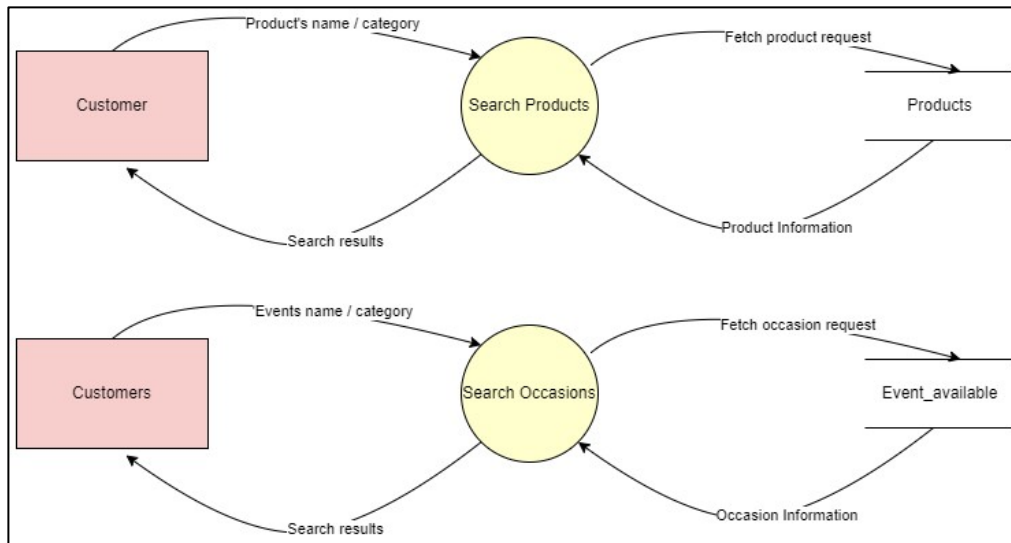 Product's name / category
Fetch product request
Customer
Search Products
Products
Product Information
Search results
Events name / category
Fetch occasion request
Customers
Search Occasions
Event_available
Occasion Information
Search results